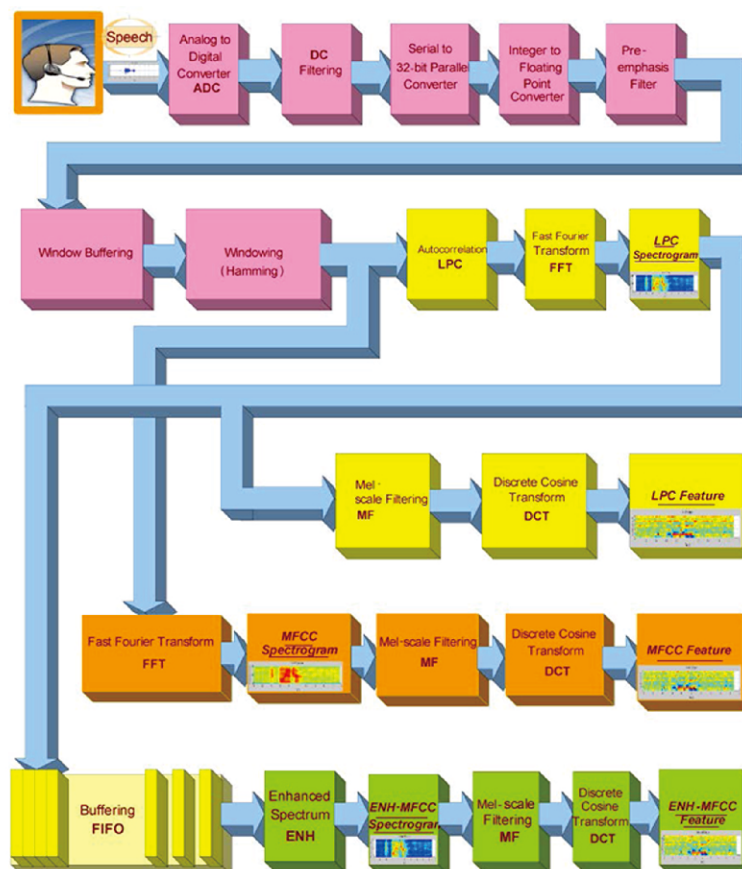 Speech
Analog to
Digital
Converter
ADC
DC
Filtering
Serial to
32-bit Parallel
Converter
Integer to
Floating
Point
Converter
Pre-
emphasis
Filter
Window Buffering
Windowing
(Hamming)
Autocorrelation
LPC
Fast Fourier
Transform
FFT
LPC
Spectrogram
Mel-
scale Filtering
MF
Discrete Cosine
Transform
DCT
LPC Feature
Fast Fourier Transform
FFT
MFCC
Spectrogram
Mel-scale Filtering
MF
Discrete Cosine
Transform
DCT
MFCC Feature
Buffering
FIFO
Enhanced
Spectrum
ENH
ENH-MFCC
Spectrogram
Mel-scale
Filtering
MF
Discrete
Cosine
Transform
DCT
ENH-MFCC
Feature